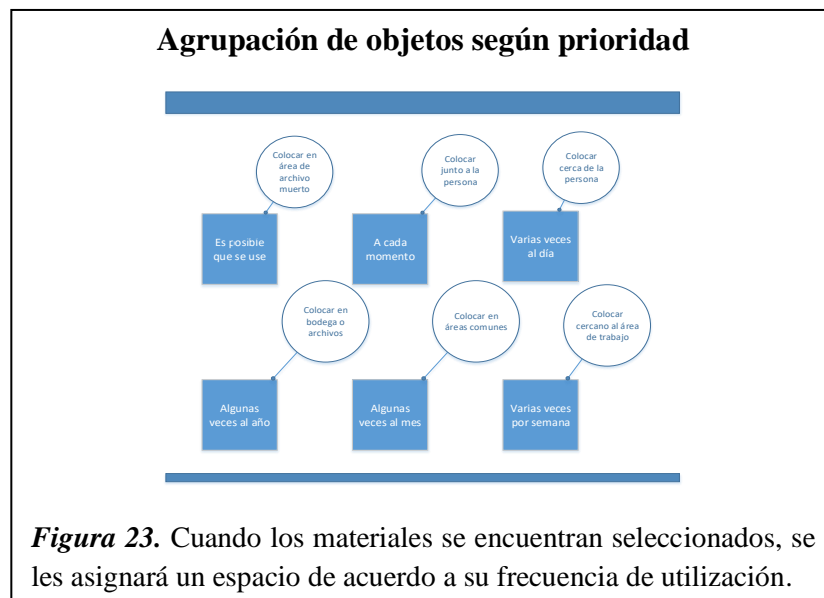 Agrupación de objetos según prioridad
Colocar en
área de
archivo
muerto
Es posible
que se use
Colocar
junto a la
persona
A cada
momento
Colocar
cerca de la
persona
Varias veces
al día
Colocar en
bodega o
archivos
Algunas
veces al año
Colocar en
áreas comunes
Algunas
veces al mes
Colocar
cercano al área
de trabajo
Varias veces
por semana
Figura 23. Cuando los materiales se encuentran seleccionados, se
les asignará un espacio de acuerdo a su frecuencia de utilización.